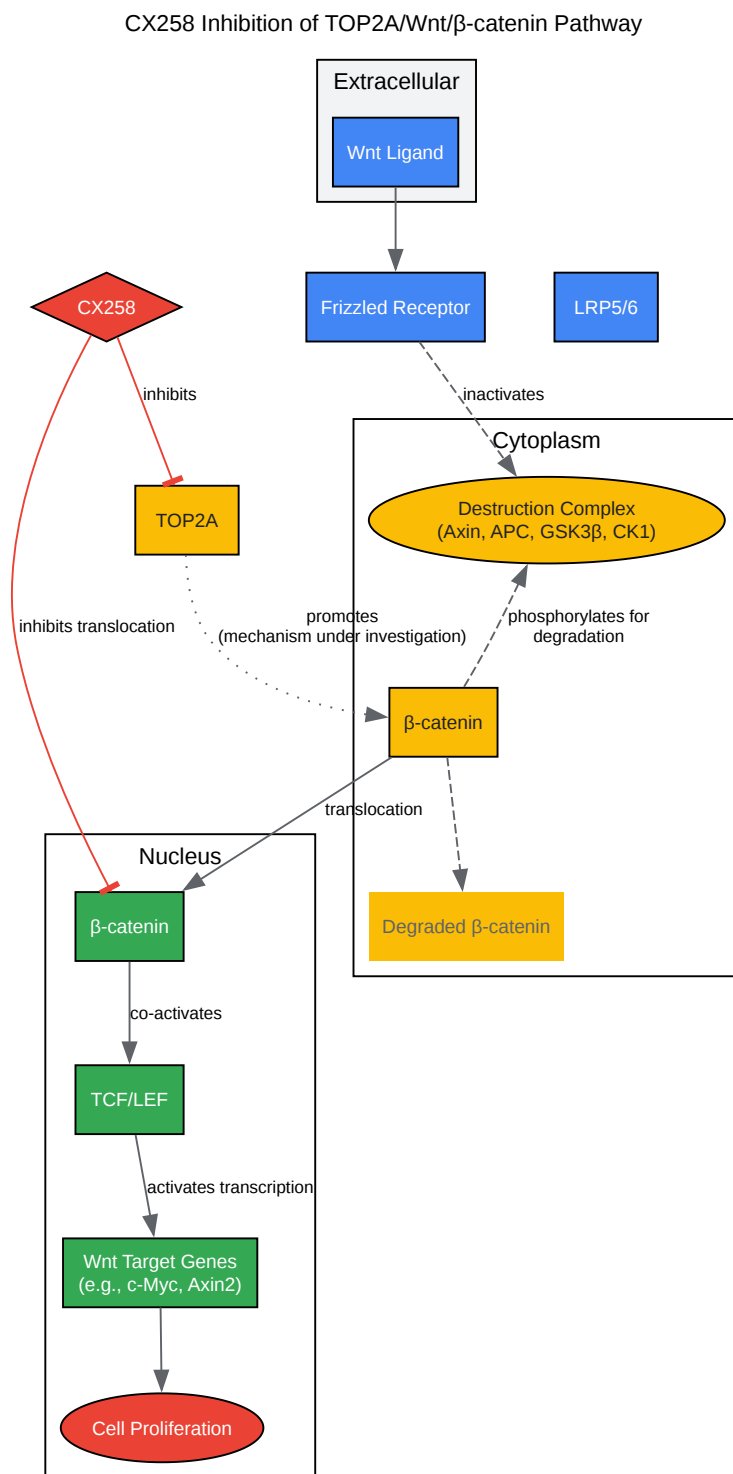 CX258 Inhibition of TOP2A/Wnt/β-catenin Pathway
Extracellular
Wnt Ligand
CX258
Frizzled Receptor
LRP5/6
inhibits
inactivates
Cytoplasm
TOP2A
Destruction Complex
(Axin, APC, GSK3β, CK1)
inhibits translocation
promotes
(mechanism under investigation)
phosphorylates for
degradation
β-catenin
translocation
Nucleus
β-catenin
Degraded β-catenin
co-activates
TCF/LEF
activates transcription
Wnt Target Genes
(e.g., c-Myc, Axin2)
Cell Proliferation